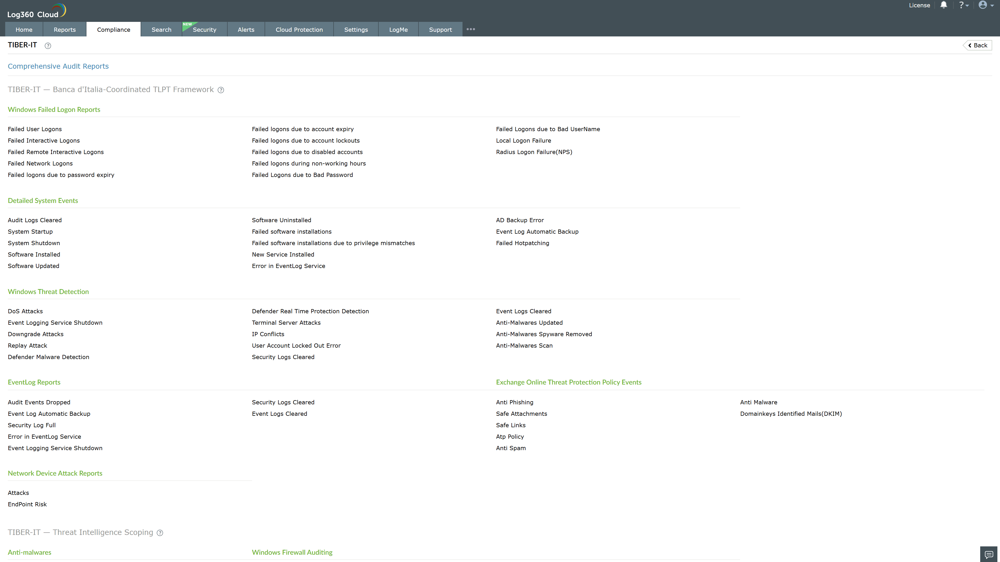 Log360 Cloud
License
?
Home
Reports
Compliance
Search
NEW
Security
Alerts
Cloud Protection
Settings
LogMe
Support
TIBER-IT ?
Back
Comprehensive Audit Reports
TIBER-IT — Banca d'Italia-Coordinated TLPT Framework ?
Windows Failed Logon Reports
Failed User Logons
Failed Interactive Logons
Failed Remote Interactive Logons
Failed Network Logons
Failed logons due to password expiry
Failed logons due to account expiry
Failed logons due to account lockouts
Failed logons due to disabled accounts
Failed logons during non-working hours
Failed Logons due to Bad Password
Failed Logons due to Bad UserName
Local Logon Failure
Radius Logon Failure(NPS)
Detailed System Events
Audit Logs Cleared
System Startup
System Shutdown
Software Installed
Software Updated
Software Uninstalled
Failed software installations
Failed software installations due to privilege mismatches
New Service Installed
Error in EventLog Service
AD Backup Error
Event Log Automatic Backup
Failed Hotpatching
Windows Threat Detection
DoS Attacks
Event Logging Service Shutdown
Downgrade Attacks
Replay Attack
Defender Malware Detection
Defender Real Time Protection Detection
Terminal Server Attacks
IP Conflicts
User Account Locked Out Error
Security Logs Cleared
Event Logs Cleared
Anti-Malwares Updated
Anti-Malwares Spyware Removed
Anti-Malwares Scan
EventLog Reports
Audit Events Dropped
Event Log Automatic Backup
Security Log Full
Error in EventLog Service
Event Logging Service Shutdown
Security Logs Cleared
Event Logs Cleared
Exchange Online Threat Protection Policy Events
Anti Phishing
Safe Attachments
Safe Links
Atp Policy
Anti Spam
Anti Malware
Domainkeys Identified Mails(DKIM)
Network Device Attack Reports
Attacks
EndPoint Risk
TIBER-IT — Threat Intelligence Scoping ?
Anti-malwares
Windows Firewall Auditing